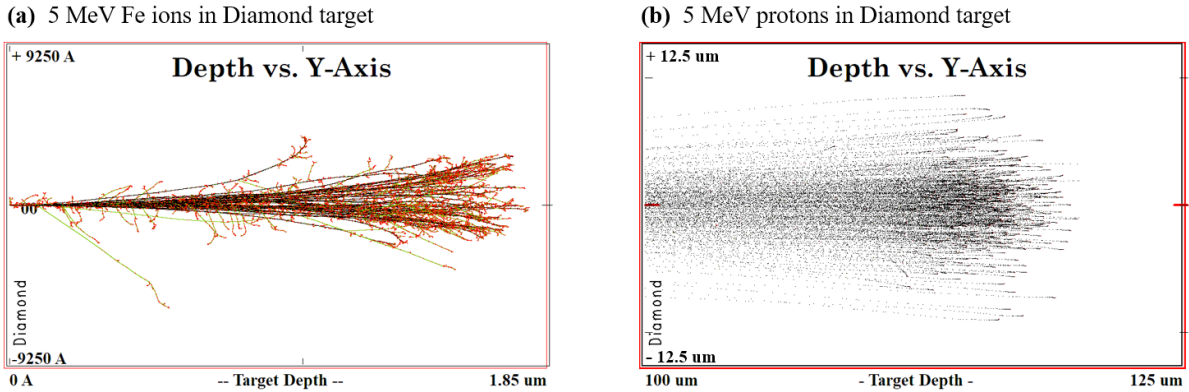 (a) 5 MeV Fe ions in Diamond target
+ 9250 A
Depth vs. Y-Axis
00
Diamond
-9250 A
0 A -- Target Depth -- 1.85 um
(b) 5 MeV protons in Diamond target
+ 12.5 um
Depth vs. Y-Axis
Diamond
- 12.5 um
100 um - Target Depth - 125 um